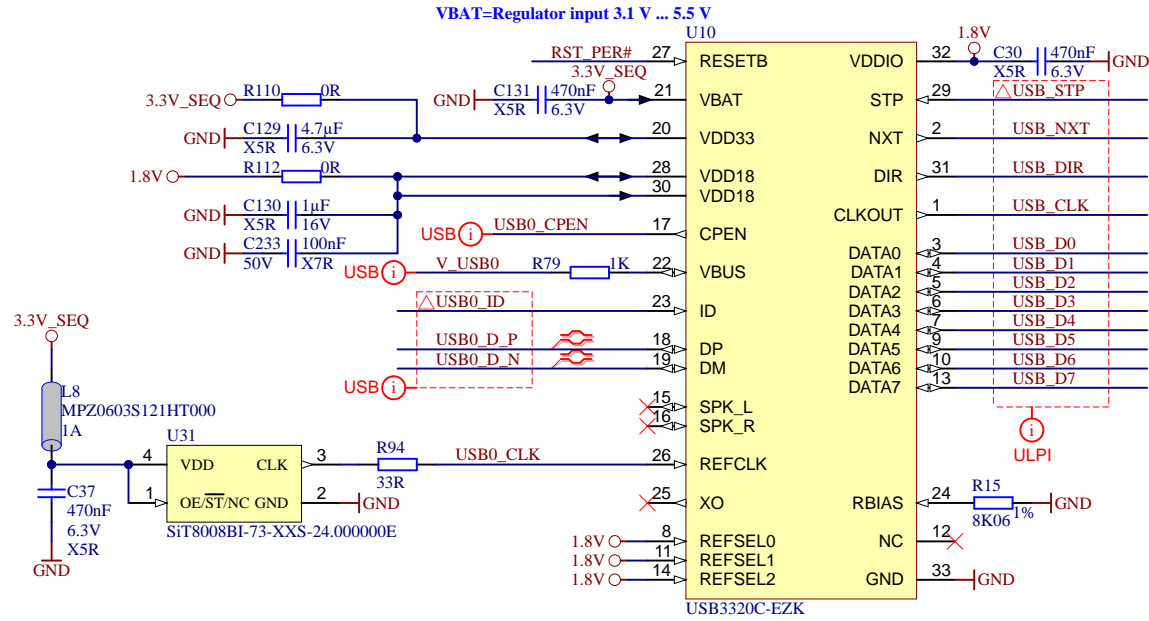 VBAT=Regulator input 3.1 V ... 5.5 V
U10
RST_PER# 27 RESETB
3.3V_SEQ
GND C131 470nF 21 VBAT
X5R 6.3V
3.3V_SEQ R110 0R
GND C129 4.7µF 20 VDD33
X5R 6.3V
1.8V R112 0R 28 VDD18
30 VDD18
GND C130 1µF
X5R 16V
GND C233 100nF
50V X7R
USB i USB0_CPEN 17 CPEN
USB i V_USB0 R79 1K 22 VBUS
USB0_ID 23 ID
USB0_D_P 18 DP
USB0_D_N 19 DM
USB i
15 SPK_L
16 SPK_R
3.3V_SEQ
L8
MPZ0603S121HT000
1A
U31
4 VDD CLK 3
1 OE/ST/NC GND 2 GND
SiT8008BI-73-XXS-24.000000E
C37
470nF
6.3V
X5R
GND
R94
33R
USB0_CLK 26 REFCLK
25 XO
1.8V 8 REFSEL0
1.8V 11 REFSEL1
1.8V 14 REFSEL2
USB3320C-EZK
1.8V
VDDIO 32 C30 470nF GND
X5R 6.3V
STP 29 USB_STP
NXT 2 USB_NXT
DIR 31 USB_DIR
CLKOUT 1 USB_CLK
DATA0 3 USB_D0
DATA1 4 USB_D1
DATA2 5 USB_D2
DATA3 6 USB_D3
DATA4 7 USB_D4
DATA5 9 USB_D5
DATA6 10 USB_D6
DATA7 13 USB_D7
i
ULPI
RBIAS 24 R15 GND
8K06 1%
NC 12
GND 33 GND